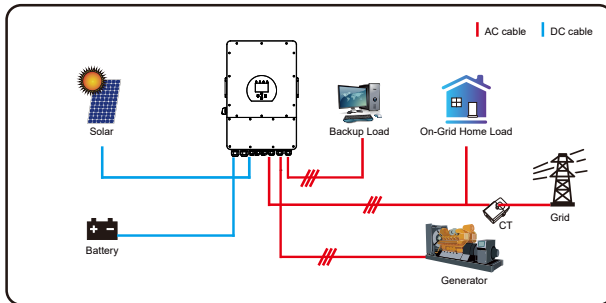 AC cable
DC cable
Solar
Backup Load
On-Grid Home Load
CT
Grid
Battery
Generator